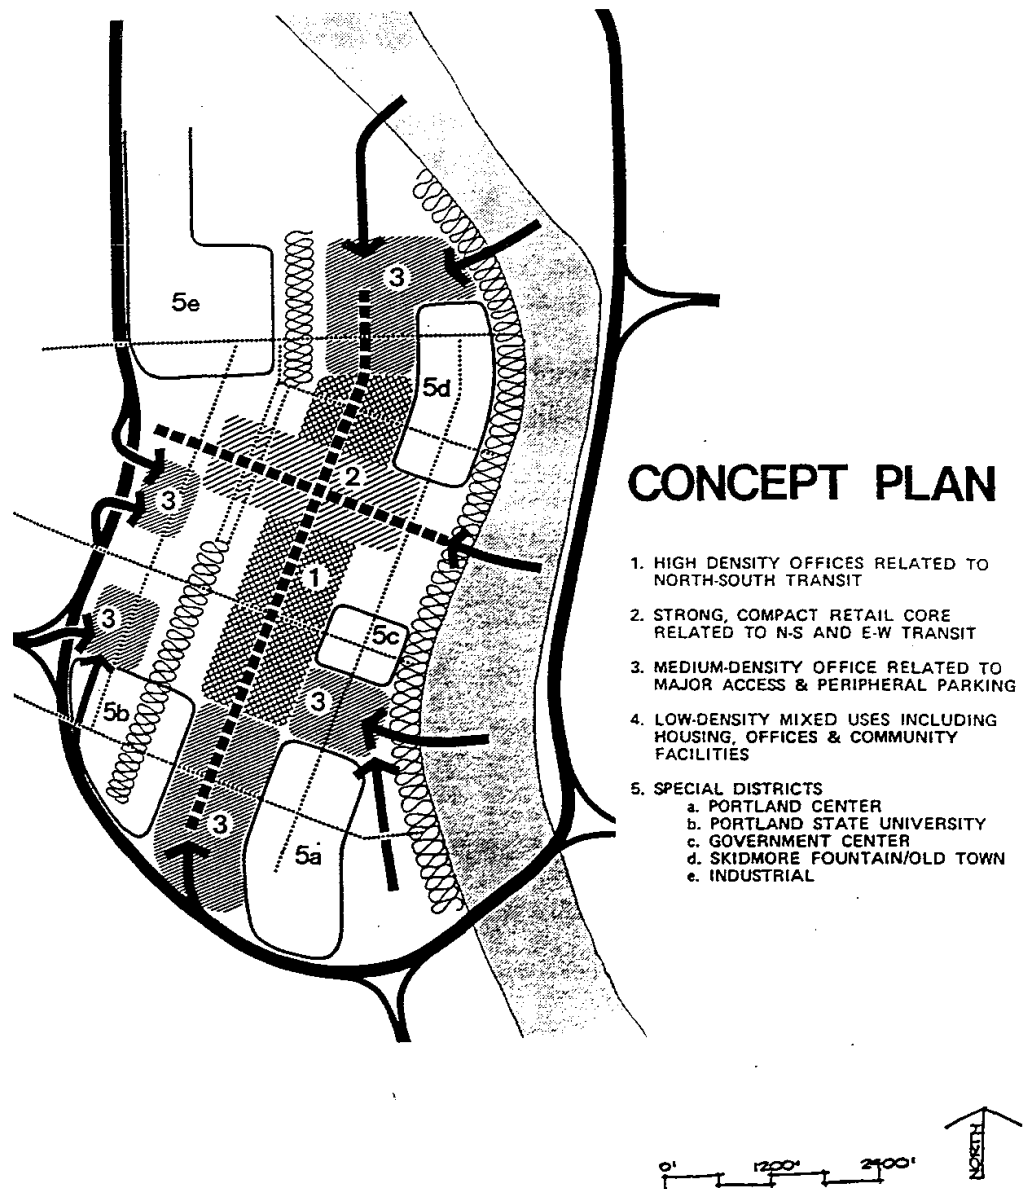 3
5e
5d
2
3
1
3
5c
3
5b
3
5a
CONCEPT PLAN
1. HIGH DENSITY OFFICES RELATED TO
NORTH-SOUTH TRANSIT
2. STRONG, COMPACT RETAIL CORE
RELATED TO N-S AND E-W TRANSIT
3. MEDIUM-DENSITY OFFICE RELATED TO
MAJOR ACCESS & PERIPHERAL PARKING
4. LOW-DENSITY MIXED USES INCLUDING
HOUSING, OFFICES & COMMUNITY
FACILITIES
5. SPECIAL DISTRICTS
a. PORTLAND CENTER
b. PORTLAND STATE UNIVERSITY
c. GOVERNMENT CENTER
d. SKIDMORE FOUNTAIN/OLD TOWN
e. INDUSTRIAL
0' 1200' 2400'
NORTH